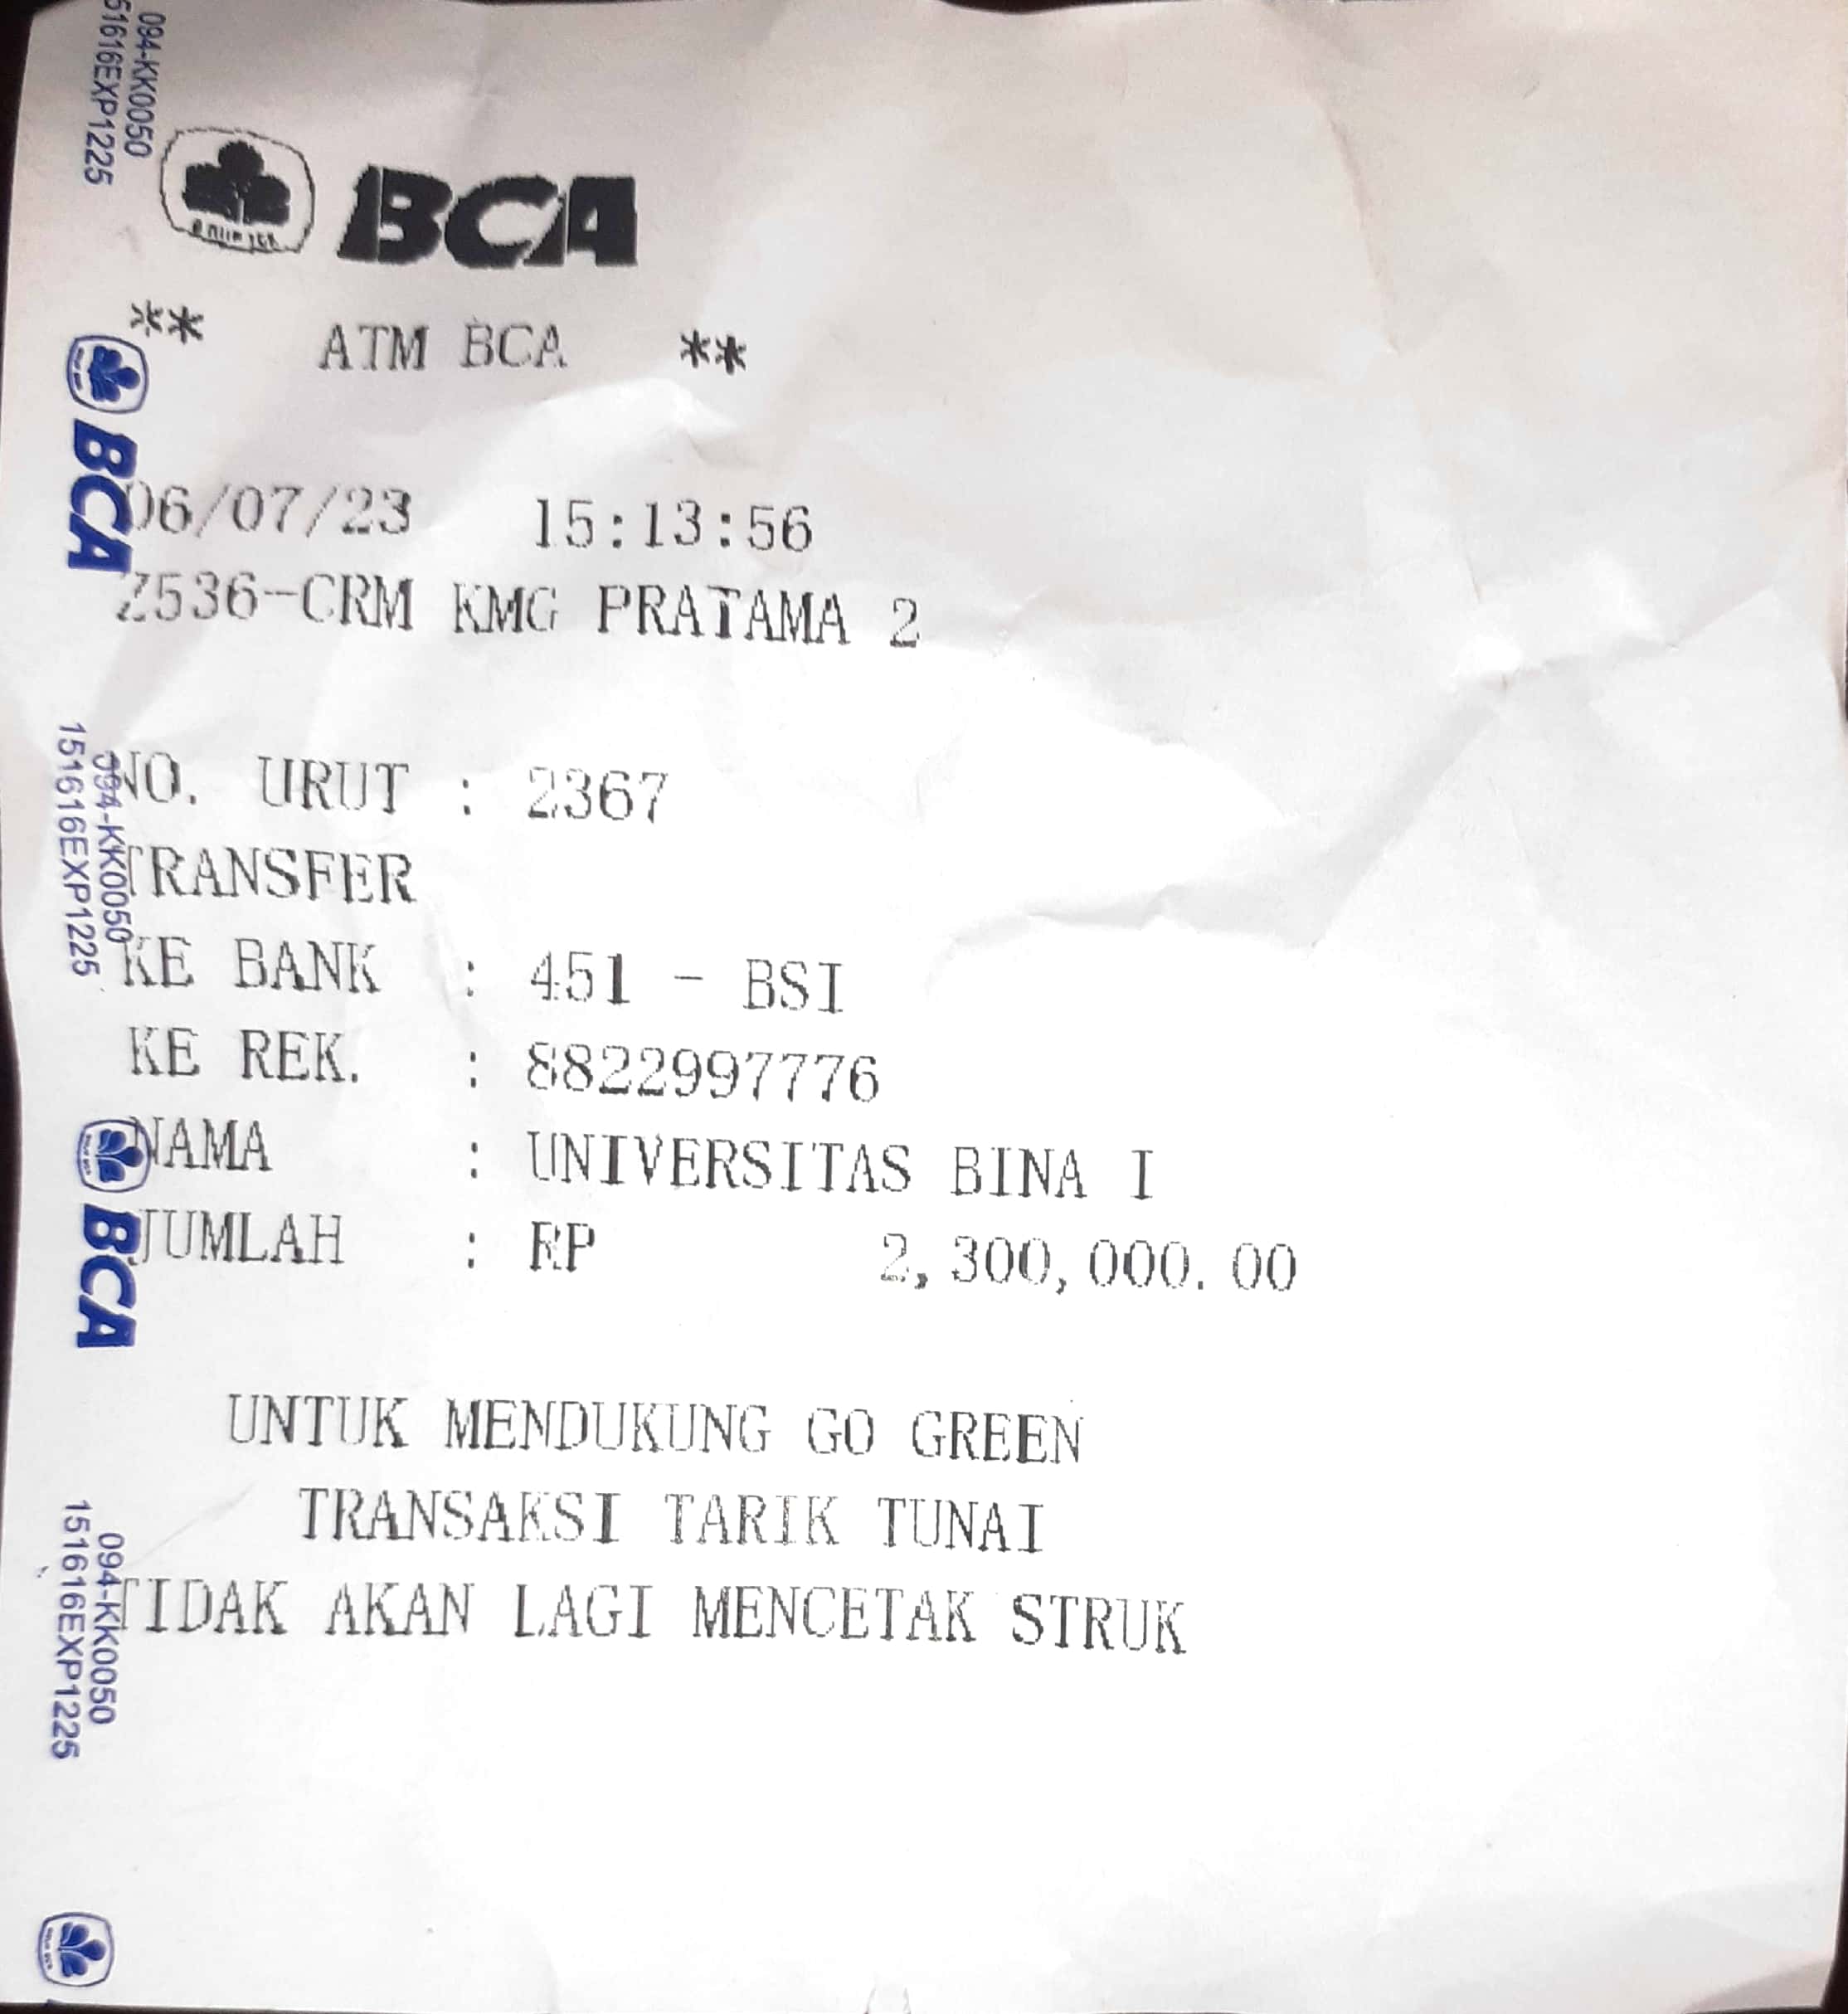 094-KK0050
51616EXP1225
BCA
** ATM BCA **
BCA
06/07/23 15:13:56
Z536-CRM KMG PRATAMA 2
094-KK0050
151616EXP1225
NO. URUT : 2367
TRANSFER
KE BANK : 451 - BSI
KE REK. : 8822997776
NAMA : UNIVERSITAS BINA I
JUMLAH : RP 2,300,000.00
BCA
UNTUK MENDUKUNG GO GREEN
TRANSAKSI TARIK TUNAI
TIDAK AKAN LAGI MENCETAK STRUK
094-KK0050
151616EXP1225